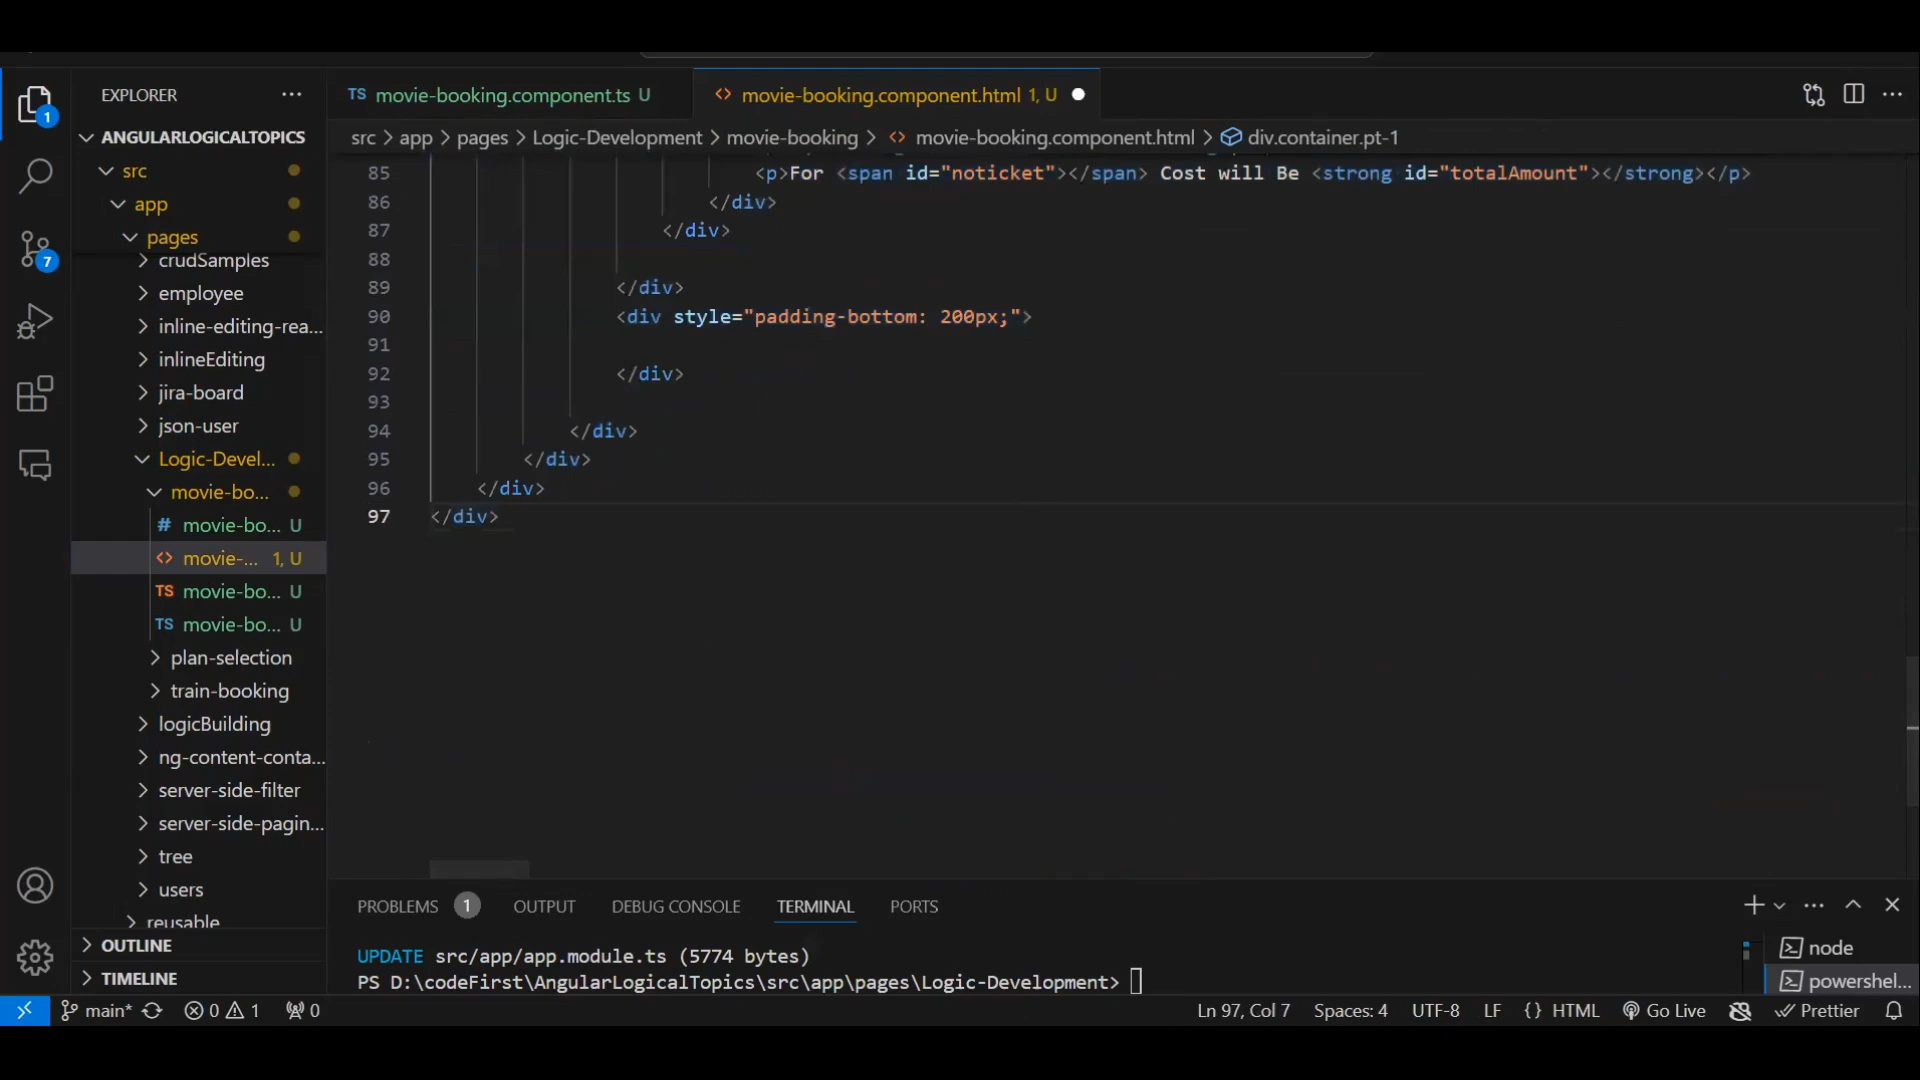 EXPLORER
ANGULARLOGICALTOPICS
src
app
pages
crudSamples
employee
inline-editing-rea...
inlineEditing
jira-board
json-user
Logic-Devel...
movie-bo...
# movie-bo... U
<> movie-... 1, U
TS movie-bo... U
TS movie-bo... U
plan-selection
train-booking
logicBuilding
ng-content-conta...
server-side-filter
server-side-pagin...
tree
users
reusable
OUTLINE
TIMELINE
1
7
TS movie-booking.component.ts U
<> movie-booking.component.html 1, U
src > app > pages > Logic-Development > movie-booking > <> movie-booking.component.html > div.container.pt-1
85 <p>For <span id="noticket"></span> Cost will Be <strong id="totalAmount"></strong></p>
86 </div>
87 </div>
88
89 </div>
90 <div style="padding-bottom: 200px;">
91
92 </div>
93
94 </div>
95 </div>
96 </div>
97 </div>
PROBLEMS 1 OUTPUT DEBUG CONSOLE TERMINAL PORTS
UPDATE src/app/app.module.ts (5774 bytes)
PS D:\codeFirst\AngularLogicalTopics\src\app\pages\Logic-Development>
node
powershel...
main* 0 1 0 Ln 97, Col 7 Spaces: 4 UTF-8 LF {} HTML Go Live Prettier